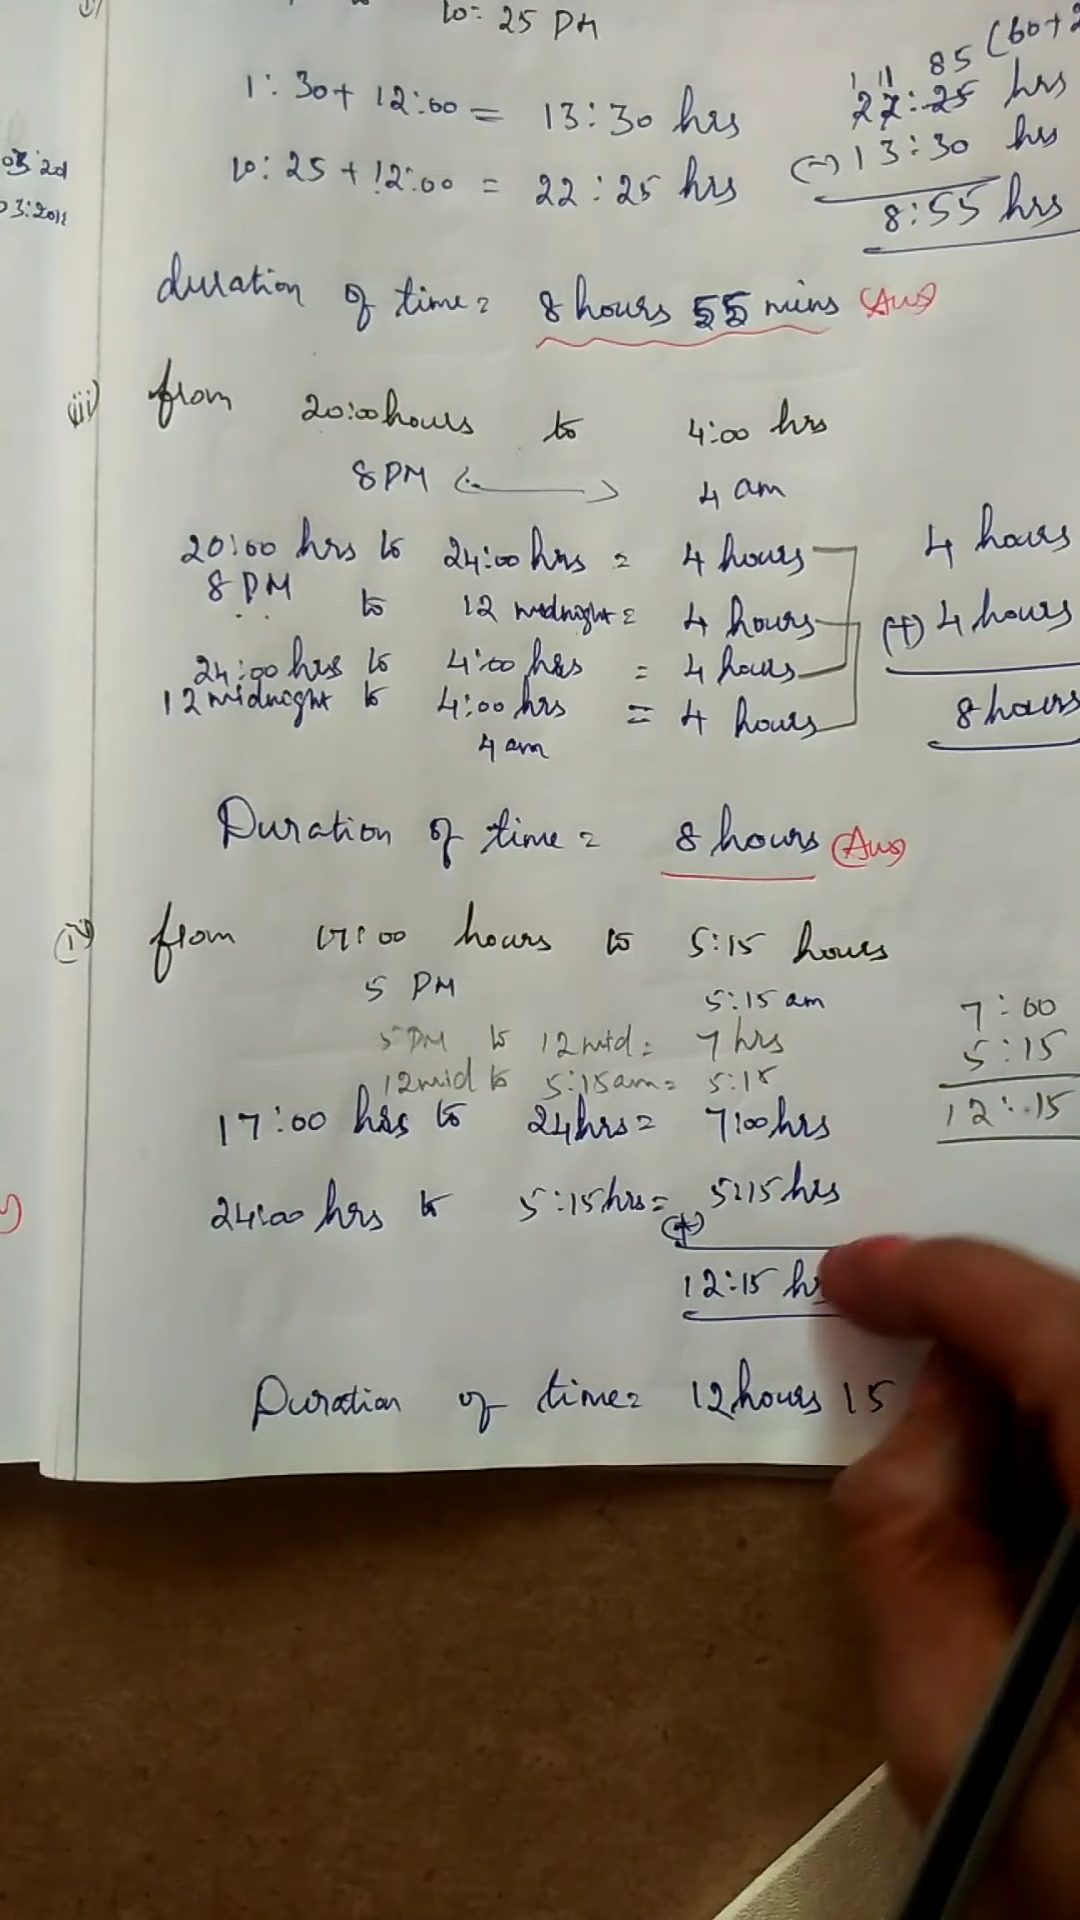 10:25 PM
85 (60+2
1:30+ 12:00 = 13:30 hrs
22:25 hrs
(-) 13:30 hrs
10:25 + 12:00 = 22:25 hrs
8:55 hrs
duration of time = 8 hours 55 mins (Ans)
iii) from 20:00 hours to 4:00 hrs
8 PM 4 am
20:00 hrs to 24:00 hrs = 4 hours
4 hours
8 PM to 12 midnight = 4 hours
(+) 4 hours
24:00 hrs to 4:00 hrs = 4 hours
12 midnight to 4:00 hrs = 4 hours
8 hours
4 am
Duration of time = 8 hours (Ans)
(iv) from 17:00 hours to 5:15 hours
5 PM 5:15 am
7:00
5 PM to 12 mid = 7 hrs
5:15
12 mid to 5:15 am = 5:15
12:15
17:00 hrs to 24 hrs = 7:00 hrs
24:00 hrs to 5:15 hrs = 5:15 hrs
(+)
12:15 hr
Duration of time = 12 hours 15